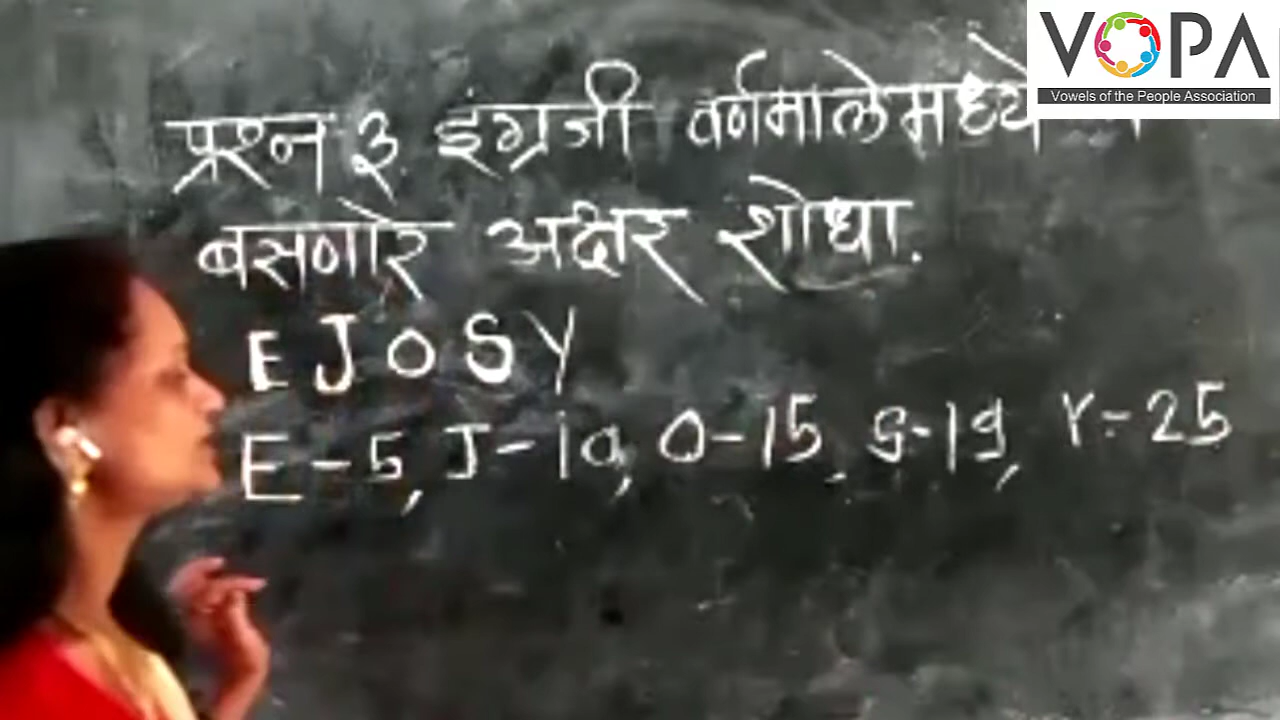 VOPA
Vowels of the People Association
प्रश्न ३ इंग्रजी वर्णमालेमध्ये
बसणारे अक्षर शोधा.
E J O S Y
E - 5, J - 10, O - 15, S - 19, Y = 25